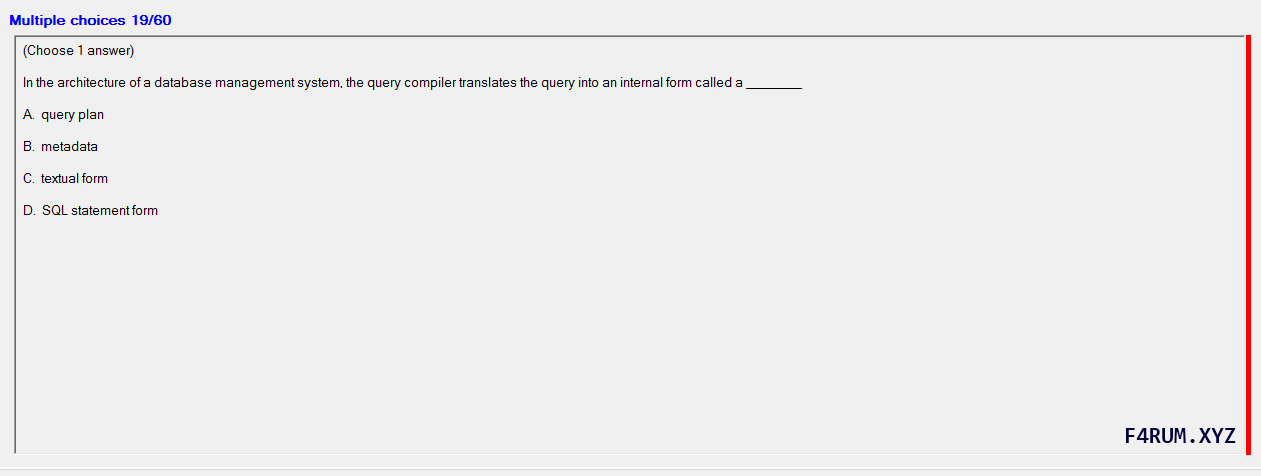 Multiple choices 19/60
(Choose 1 answer)
In the architecture of a database management system, the query compiler translates the query into an internal form called a ________
A. query plan
B. metadata
C. textual form
D. SQL statement form
F4RUM.XYZ